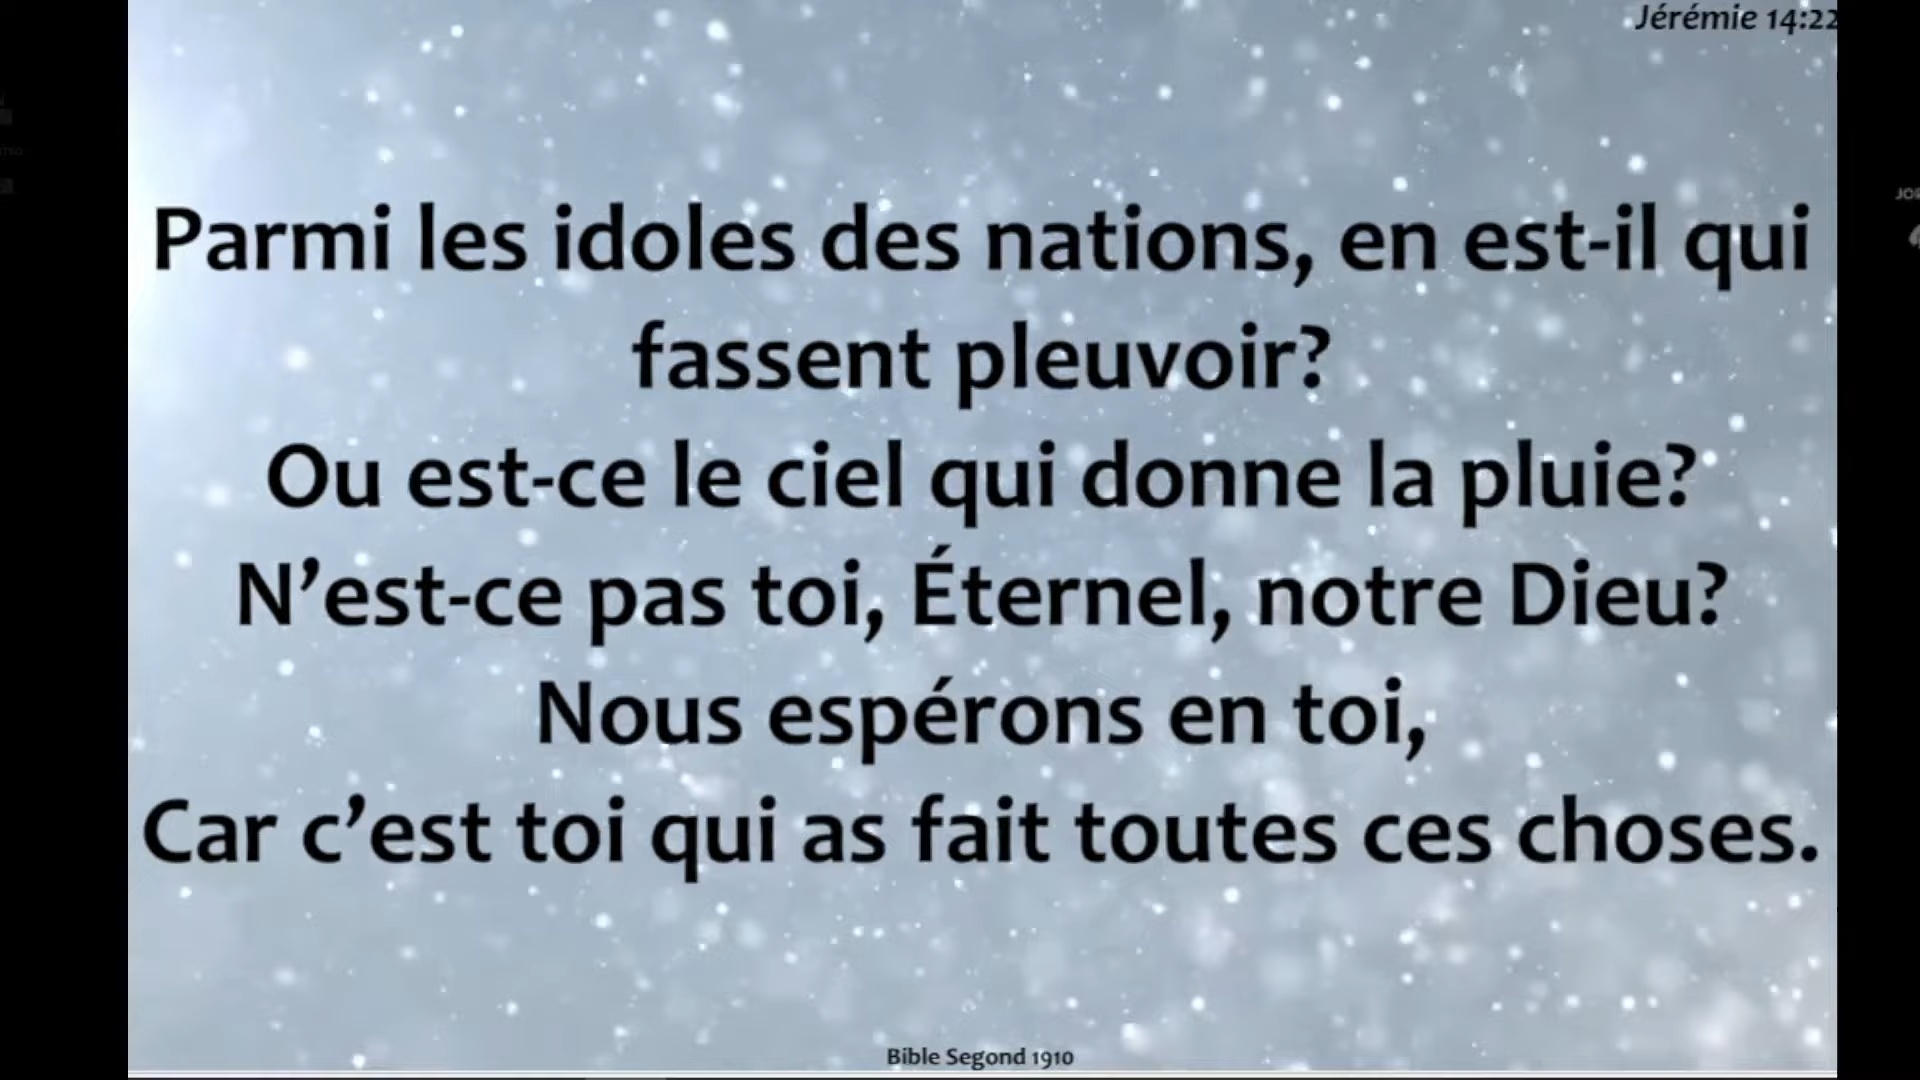 Jérémie 14:22
Parmi les idoles des nations, en est-il qui
fassent pleuvoir?
Ou est-ce le ciel qui donne la pluie?
N’est-ce pas toi, Éternel, notre Dieu?
Nous espérons en toi,
Car c’est toi qui as fait toutes ces choses.
Bible Segond 1910